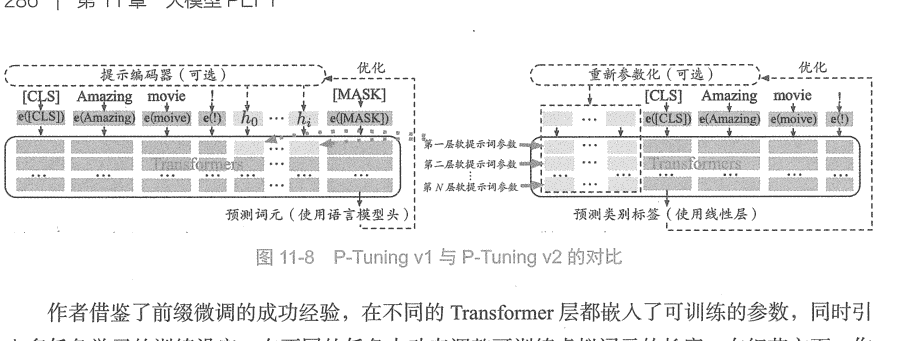 286 | 第 11 章 大模型 PEFT
提示编码器（可选） 优化 重新参数化（可选） 优化
[CLS] Amazing movie ! [MASK] [CLS] Amazing movie !
e([CLS]) e(Amazing) e(moive) e(!) h0 ··· hi e([MASK]) ··· e([CLS]) e(Amazing) e(moive) e(!)
第一层软提示词参数
Transformers 第二层软提示词参数 Transformers
第 N 层软提示词参数
预测词元（使用语言模型头） 预测类别标签（使用线性层）
图 11-8 P-Tuning v1 与 P-Tuning v2 的对比
作者借鉴了前缀微调的成功经验，在不同的 Transformer 层都嵌入了可训练的参数，同时引